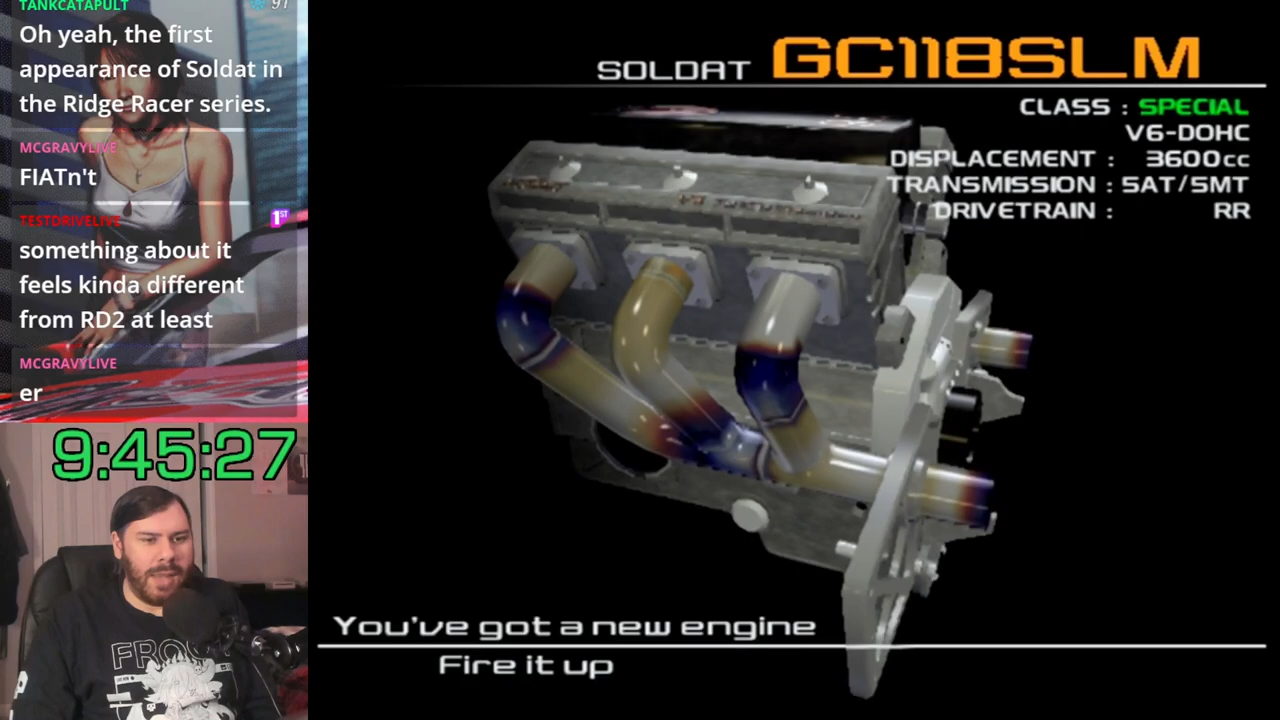 TANKCATAPULT
91
Oh yeah, the first
appearance of Soldat in
the Ridge Racer series.
MCGRAVYLIVE
FIATn't
TESTDRIVELIVE
1ST
something about it
feels kinda different
from RD2 at least
MCGRAVYLIVE
er
9:45:27
SOLDAT GC118SLM
CLASS : SPECIAL
V6-DOHC
DISPLACEMENT : 3600cc
TRANSMISSION : 5AT/5MT
DRIVETRAIN : RR
You've got a new engine
Fire it up